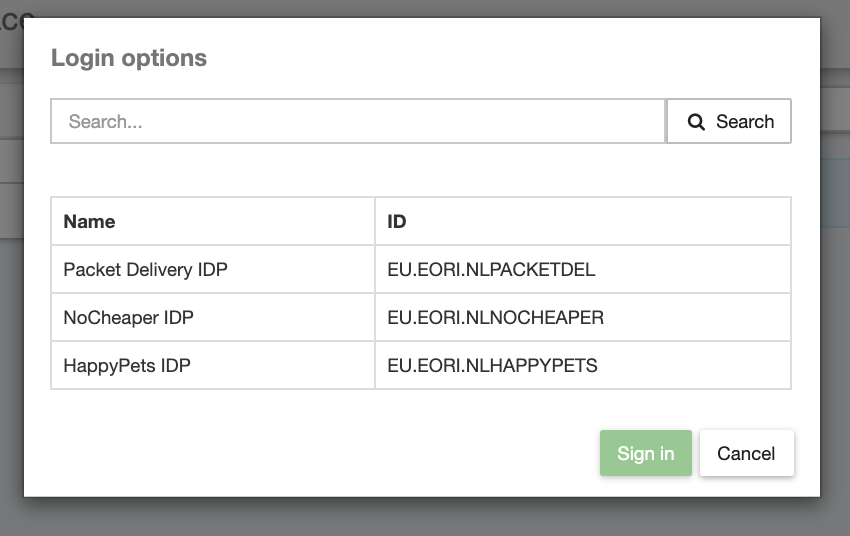 Login options
Search...
Search
Name ID
Packet Delivery IDP EU.EORI.NLPACKETDEL
NoCheaper IDP EU.EORI.NLNOCHEAPER
HappyPets IDP EU.EORI.NLHAPPYPETS
Sign in Cancel